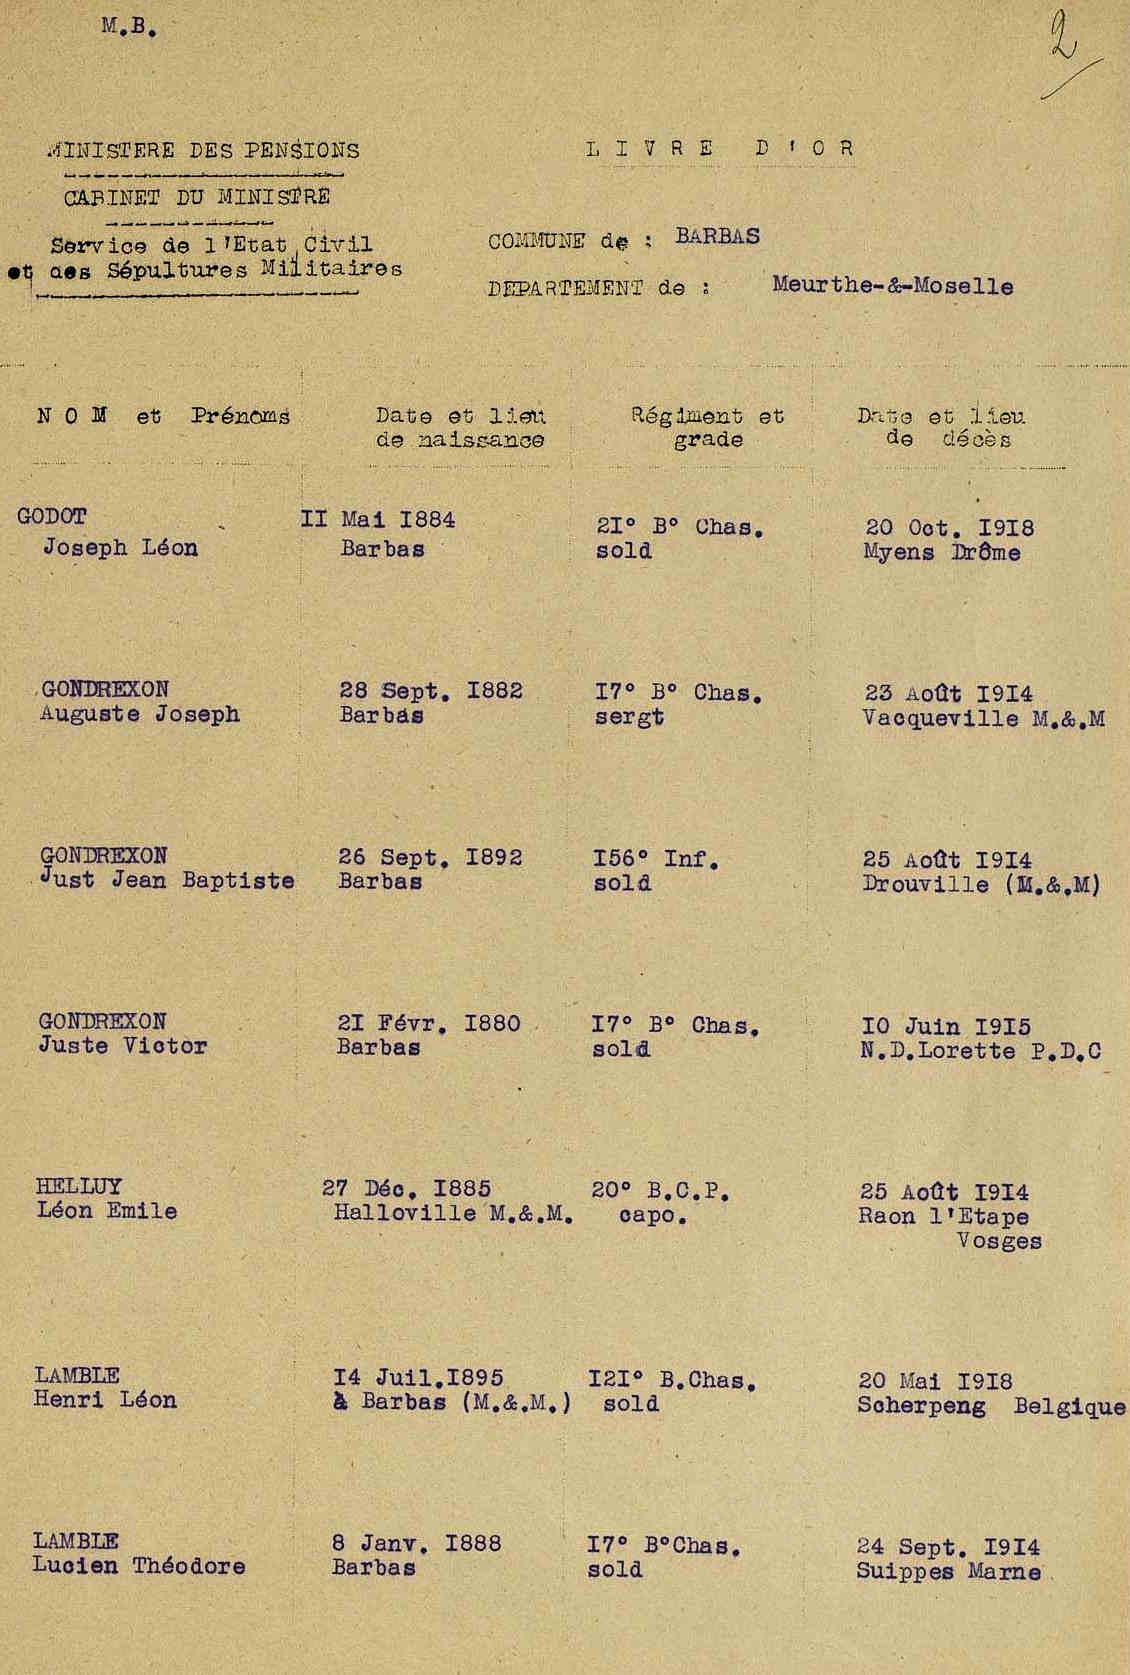 M.B.
2
MINISTERE DES PENSIONS
CABINET DU MINISTRE
Service de l'Etat Civil
et des Sépultures Militaires
LIVRE D'OR
COMMUNE de : BARBAS
DEPARTEMENT de : Meurthe-&-Moselle
NOM et Prénoms Date et lieu Régiment et Date et lieu
de naissance grade de décès
GODOT II Mai I884 2I° B° Chas. 20 Oct. I9I8
Joseph Léon Barbas sold Myens Drôme
GONDREXON 28 Sept. I882 I7° B° Chas. 23 Août I9I4
Auguste Joseph Barbas sergt Vacqueville M.&.M
GONDREXON 26 Sept. I892 I56° Inf. 25 Août I9I4
Just Jean Baptiste Barbas sold Drouville (M.&.M)
GONDREXON 2I Févr. I880 I7° B° Chas. I0 Juin I9I5
Juste Victor Barbas sold N.D.Lorette P.D.C
HELLUY 27 Déc. I885 20° B.C.P. 25 Août I9I4
Léon Emile Halloville M.&.M. capo. Raon l'Etape
Vosges
LAMBLE I4 Juil.I895 I2I° B.Chas. 20 Mai I9I8
Henri Léon à Barbas (M.&.M.) sold Scherpeng Belgique
LAMBLE 8 Janv. I888 I7° B°Chas. 24 Sept. I9I4
Lucien Théodore Barbas sold Suippes Marne